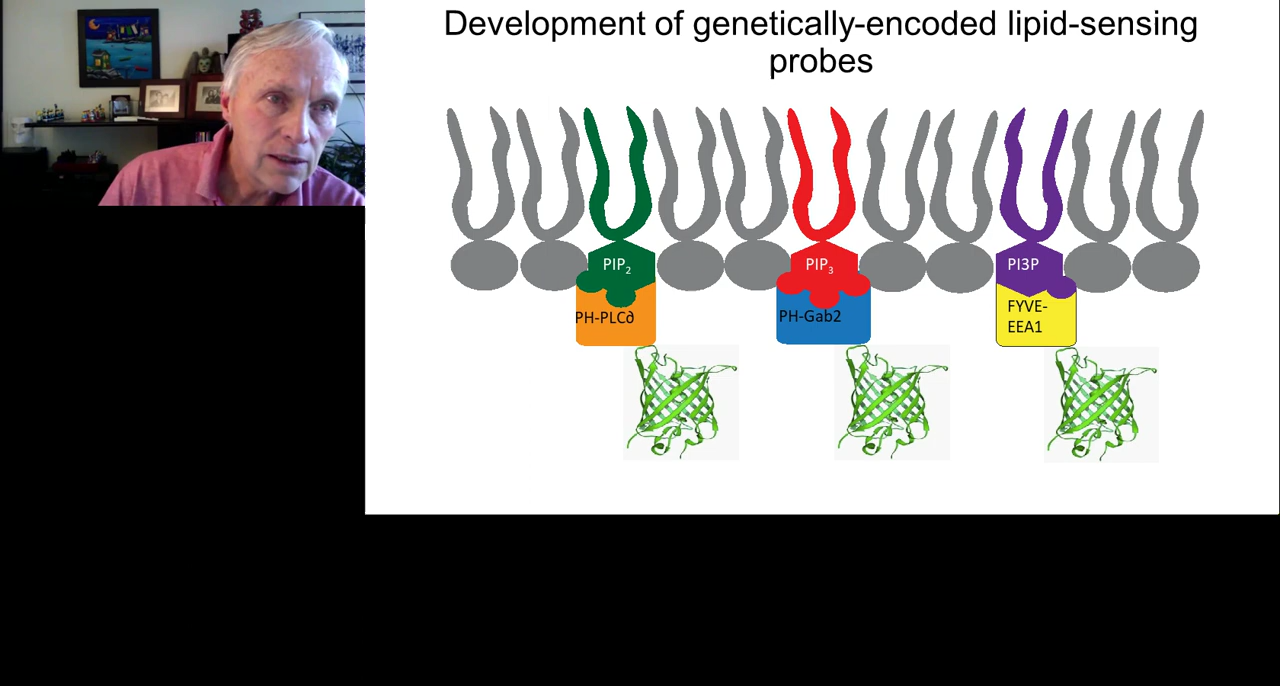 Development of genetically-encoded lipid-sensing
probes
PIP₂
PIP₃
PI3P
PH-PLC∂
PH-Gab2
FYVE-
EEA1